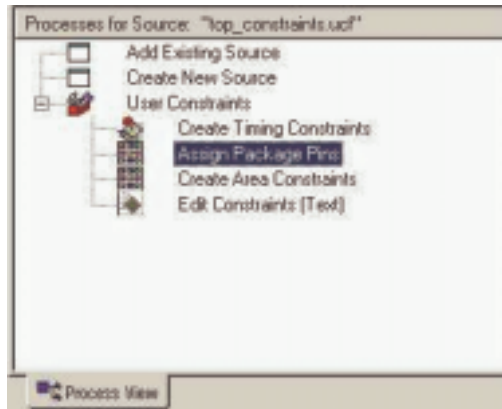 Processes for Source: "top_constraints.ucf"
Add Existing Source
Create New Source
User Constraints
Create Timing Constraints
Assign Package Pins
Create Area Constraints
Edit Constraints (Text)
Process View